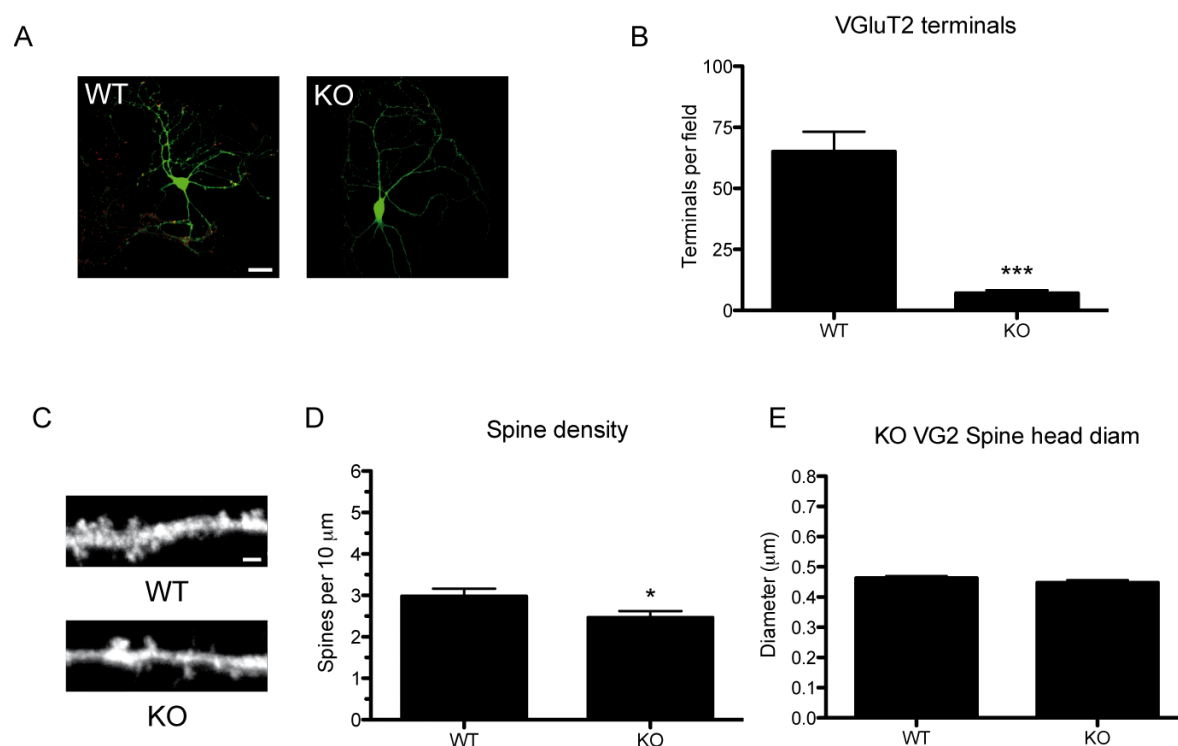 A
WT
KO
B
VGluT2 terminals
Terminals per field
100
75
50
25
0
***
WT
KO
C
WT
KO
D
Spine density
Spines per 10 μm
6
5
4
3
2
1
0
*
WT
KO
E
KO VG2 Spine head diam
Diameter (μm)
0.8
0.7
0.6
0.5
0.4
0.3
0.2
0.1
0.0
WT
KO